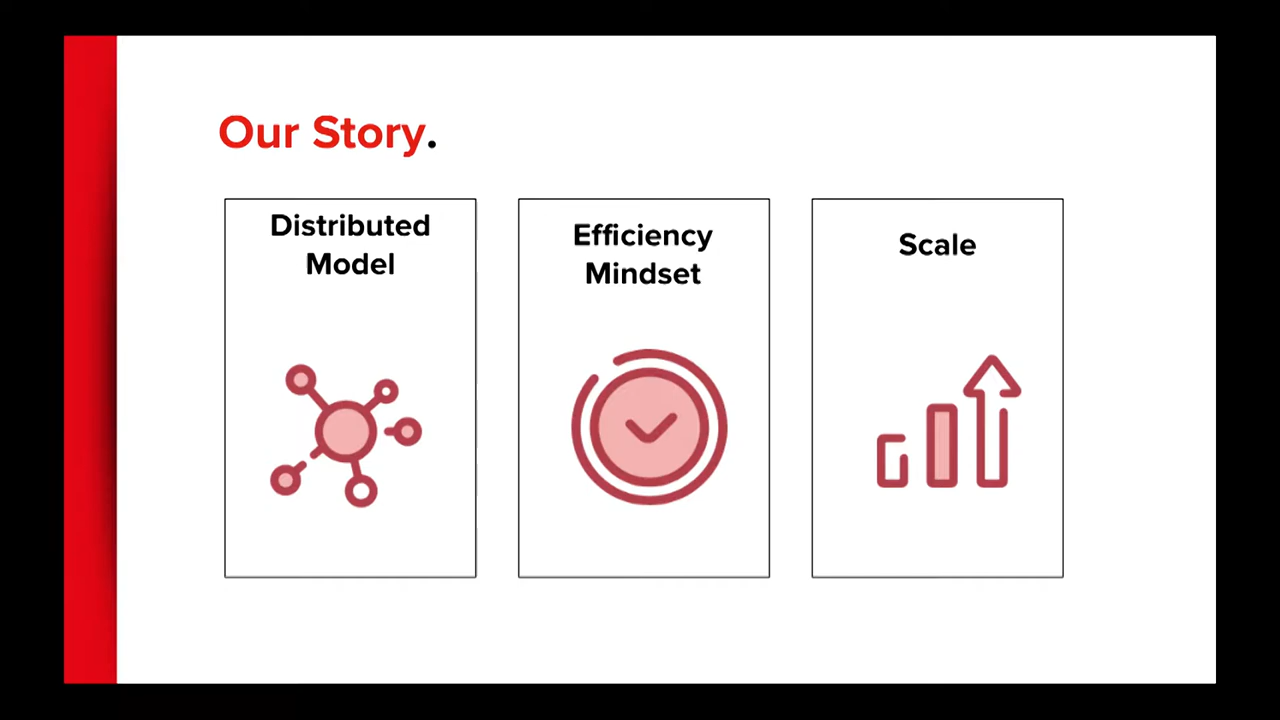 Our Story.
Distributed
Model
Efficiency
Mindset
Scale